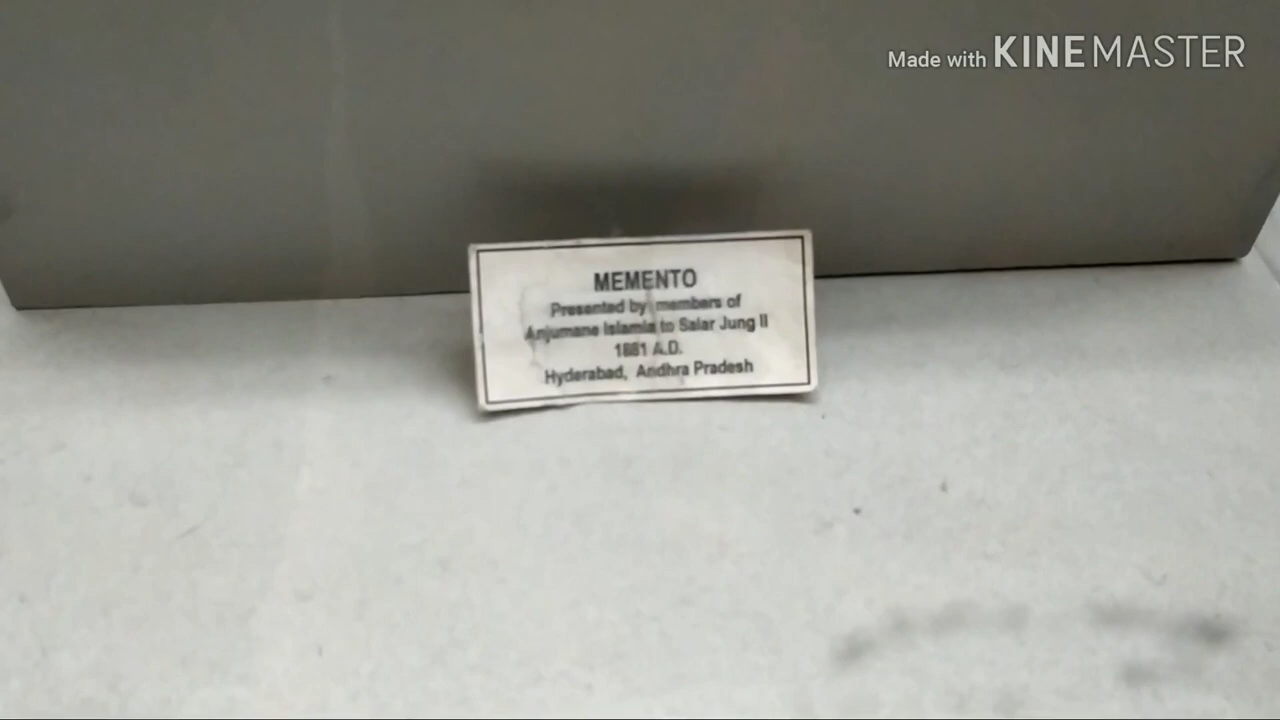 Made with KINEMASTER
MEMENTO
Presented by members of
Anjumane Islamia to Salar Jung II
1881 A.D.
Hyderabad, Andhra Pradesh